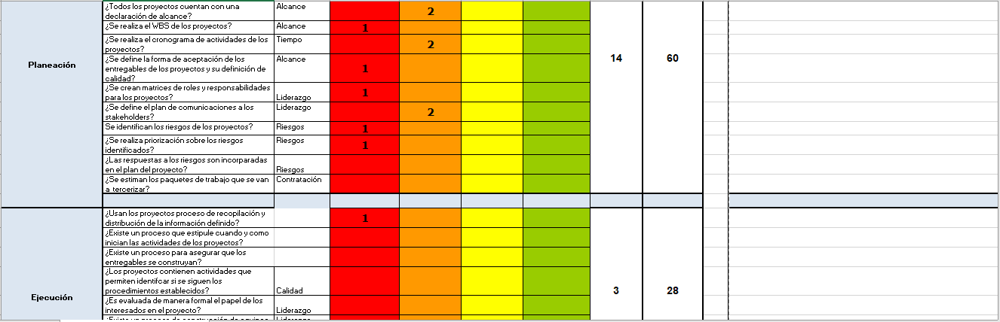 ¿Todos los proyectos cuentan con una
declaración de alcance?
Alcance
2
¿Se realiza el WBS de los proyectos?
Alcance
1
¿Se realiza el cronograma de actividades de los
proyectos?
Tiempo
2
Planeación
¿Se define la forma de aceptación de los
entregables de los proyectos y su definición de
calidad?
Alcance
1
14
60
¿Se crean matrices de roles y responsabilidades
para los proyectos?
Liderazgo
1
¿Se define el plan de comunicaciones a los
stakeholders?
Liderazgo
2
Se identifican los riesgos de los proyectos?
Riesgos
1
¿Se realiza priorización sobre los riesgos
identificados?
Riesgos
1
¿Las respuestas a los riesgos son incorparadas
en el plan del proyecto?
Riesgos
¿Se estiman los paquetes de trabajo que se van
a tercerizar?
Contratación
¿Usan los proyectos proceso de recopilación y
distribución de la información definido?
1
¿Existe un proceso que estipule cuando y como
inician las actividades de los proyectos?
¿Existe un proceso para asegurar que los
entregables se construyan?
¿Los proyectos contienen actividades que
permiten identifcar si se siguen los
procedimientos establecidos?
Calidad
Ejecución
3
28
¿Es evaluada de manera formal el papel de los
interesados en el proyecto?
Liderazgo